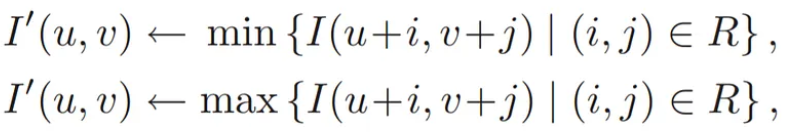 I′(u, v) ← min {I(u+i, v+j) | (i, j) ∈ R} ,
I′(u, v) ← max {I(u+i, v+j) | (i, j) ∈ R} ,